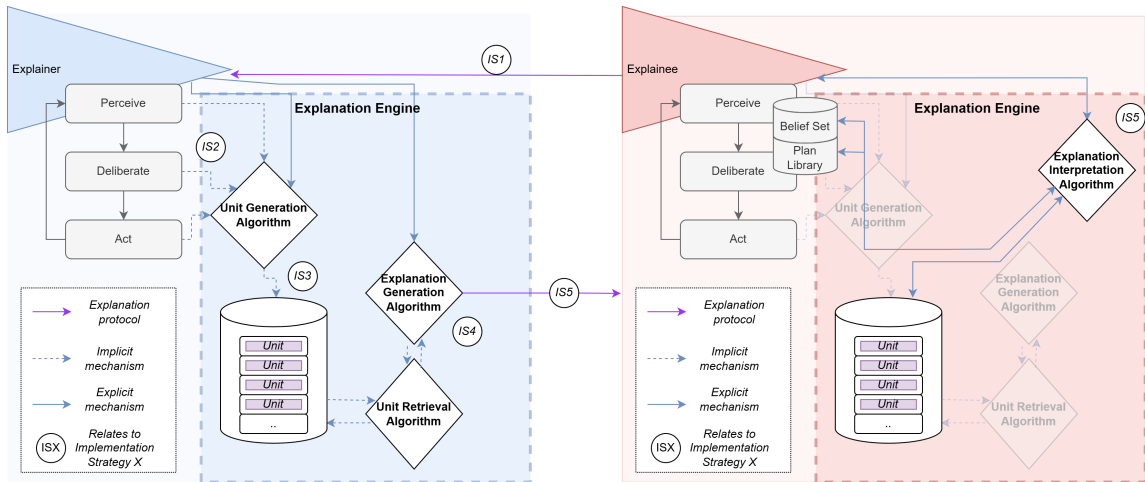 Explainer
Perceive
Deliberate
Act
Explanation Engine
IS1
IS2
Unit Generation
Algorithm
IS3
Explanation
Generation
Algorithm
IS4
IS5
Unit
Unit
Unit
Unit
..
Unit Retrieval
Algorithm
Explanation
protocol
Implicit
mechanism
Explicit
mechanism
ISX
Relates to
Implementation
Strategy X
Explainee
Perceive
Deliberate
Act
Belief Set
Plan
Library
Explanation Engine
IS5
Explanation
Interpretation
Algorithm
Unit Generation
Algorithm
Explanation
Generation
Algorithm
Unit
Unit
Unit
Unit
..
Unit Retrieval
Algorithm
Explanation
protocol
Implicit
mechanism
Explicit
mechanism
ISX
Relates to
Implementation
Strategy X